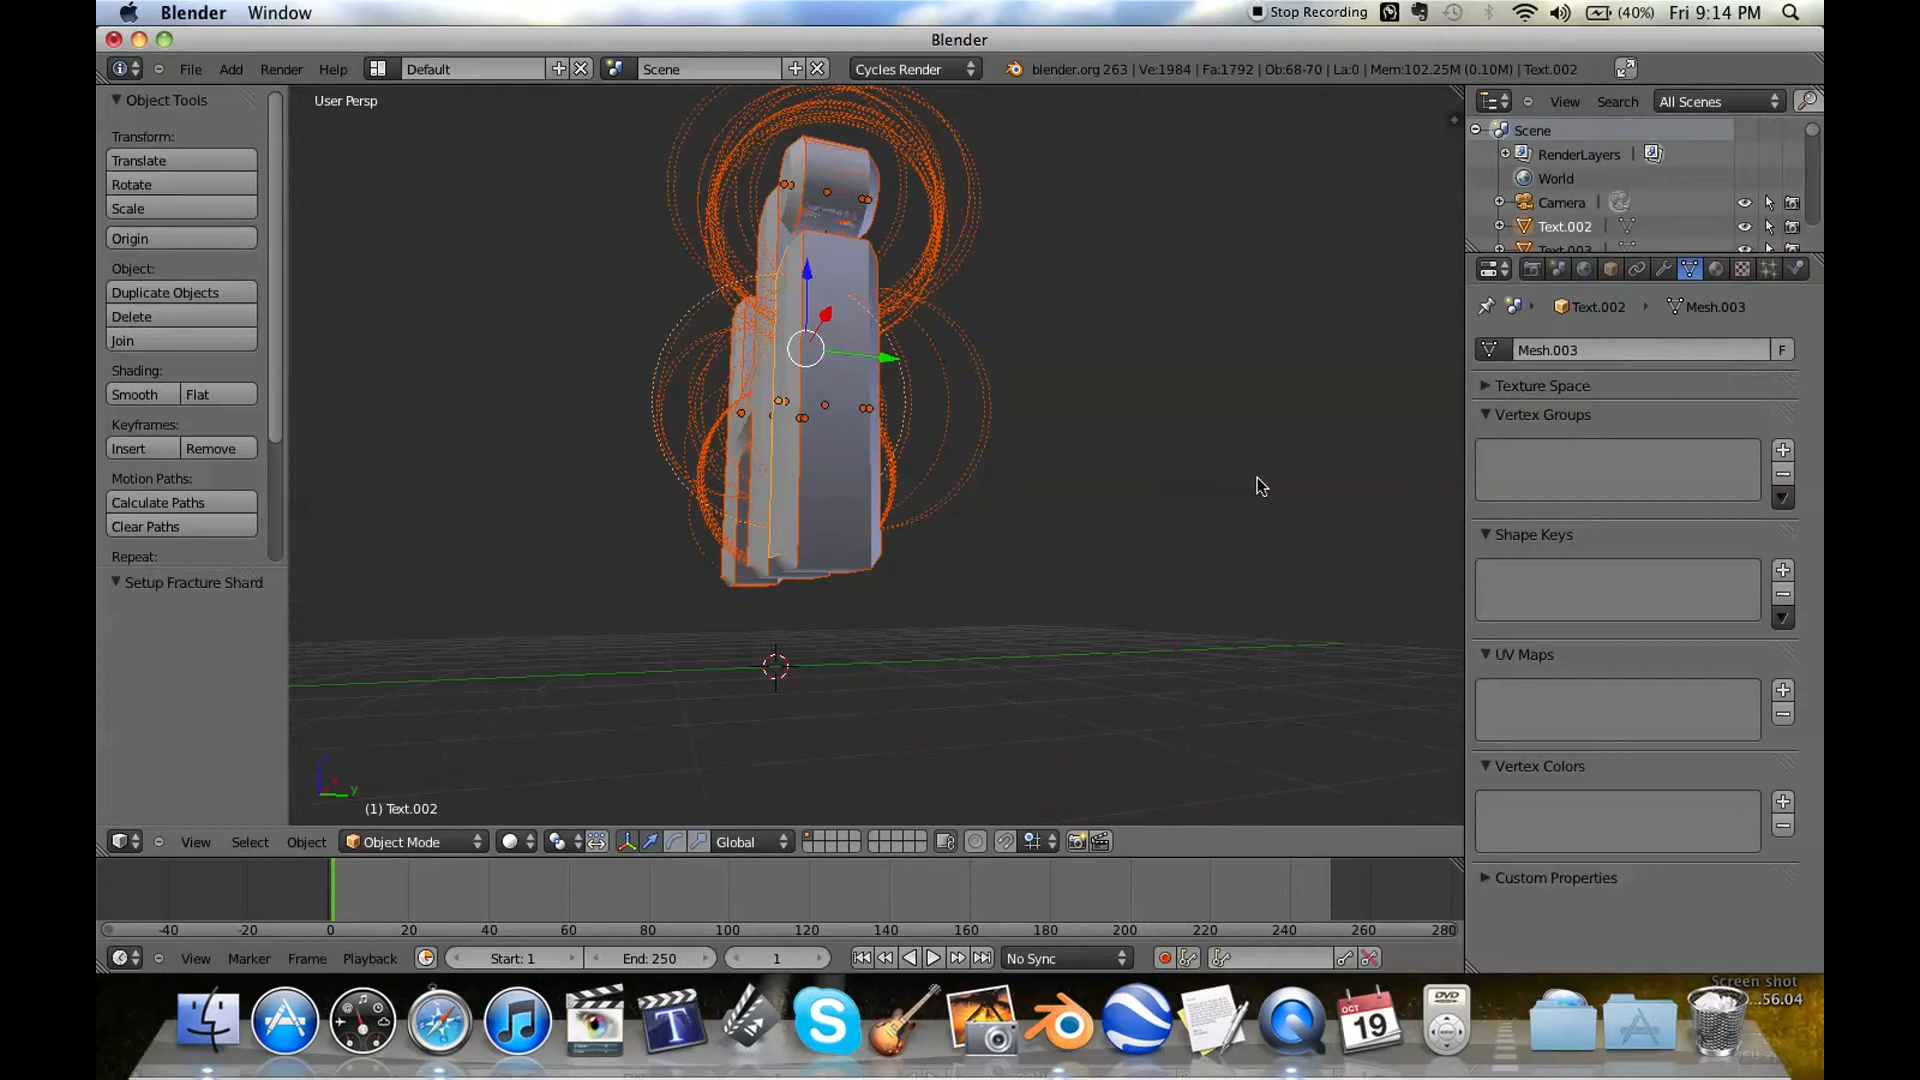 Blender Window Stop Recording (40%) Fri 9:14 PM
Blender
File Add Render Help Default Scene Cycles Render blender.org 263 | Ve:1984 | Fa:1792 | Ob:68-70 | La:0 | Mem:102.25M (0.10M) | Text.002
Object Tools
Transform:
Translate
Rotate
Scale
Origin
Object:
Duplicate Objects
Delete
Join
Shading:
Smooth Flat
Keyframes:
Insert Remove
Motion Paths:
Calculate Paths
Clear Paths
Repeat:
Setup Fracture Shard
User Persp
y
(1) Text.002
View Search All Scenes
Scene
RenderLayers
World
Camera
Text.002
Text.003
Text.002 Mesh.003
Mesh.003 F
Texture Space
Vertex Groups
Shape Keys
UV Maps
Vertex Colors
Custom Properties
View Select Object Object Mode Global
-40 -20 0 20 40 60 80 100 120 140 160 180 200 220 240 260 280
View Marker Frame Playback Start: 1 End: 250 1 No Sync
Screen shot
...56.04
T
S
OCT
19
DVD